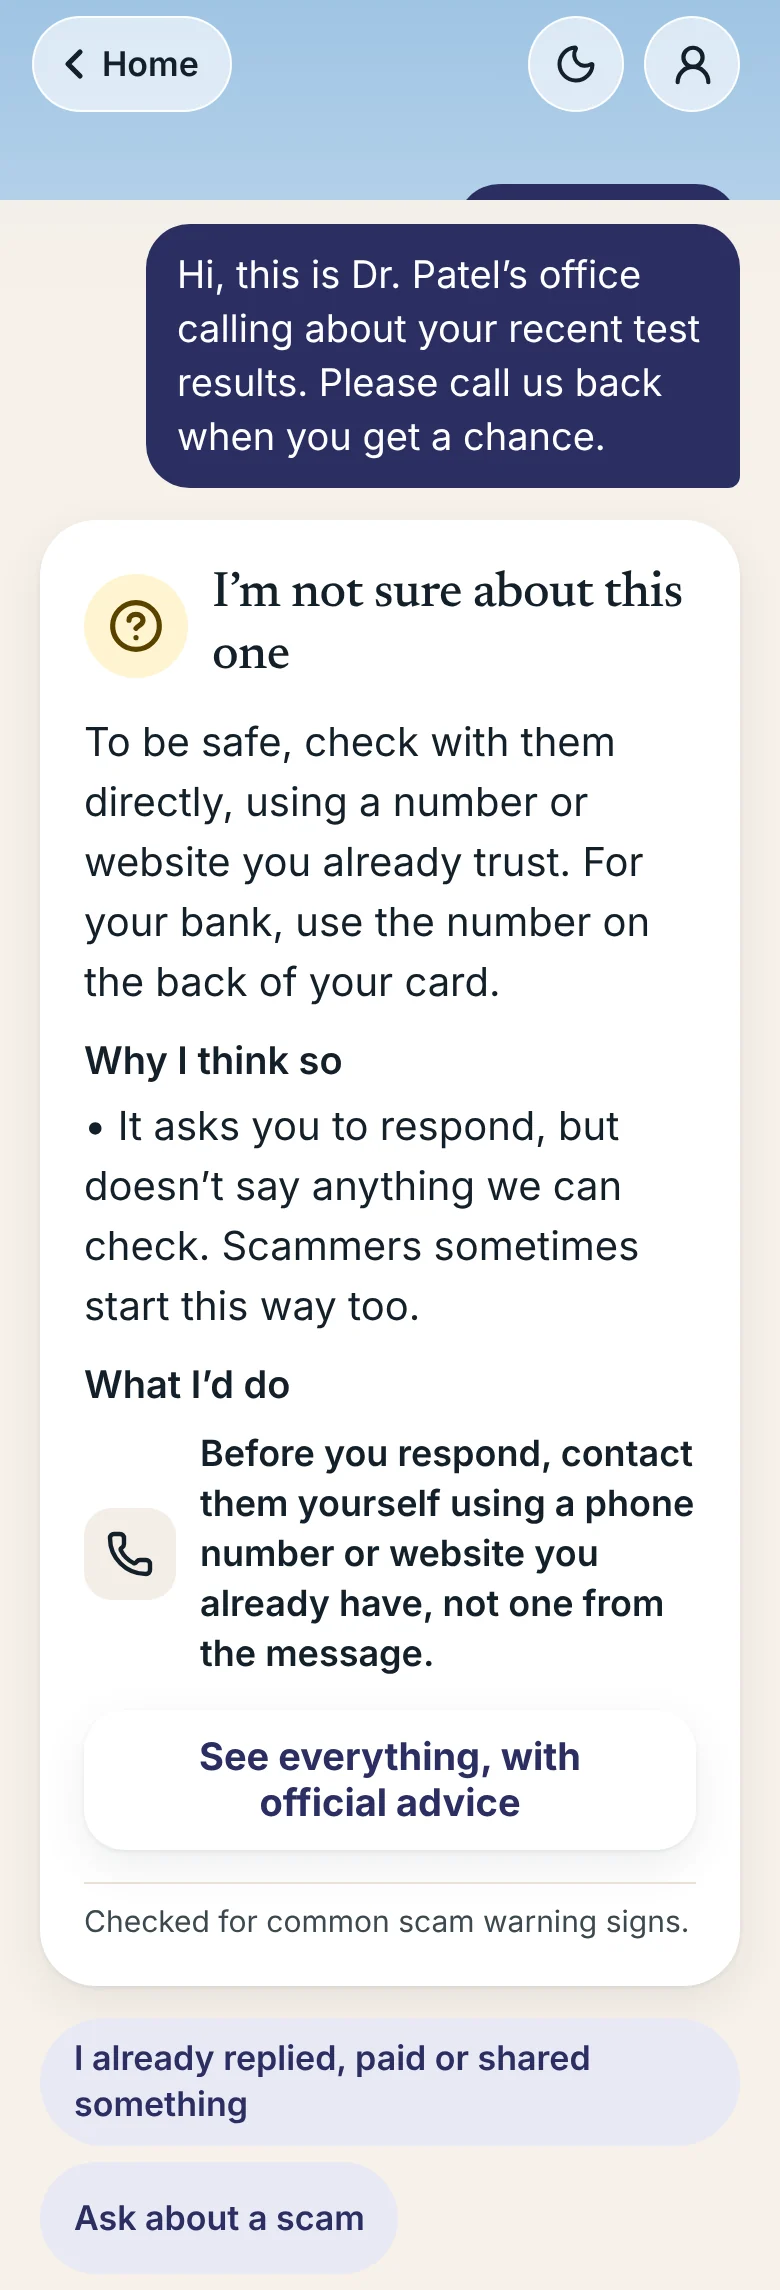 Home
Hi, this is Dr. Patel’s office
calling about your recent test
results. Please call us back
when you get a chance.
I’m not sure about this
one
To be safe, check with them
directly, using a number or
website you already trust. For
your bank, use the number on
the back of your card.
Why I think so
• It asks you to respond, but
doesn’t say anything we can
check. Scammers sometimes
start this way too.
What I’d do
Before you respond, contact
them yourself using a phone
number or website you
already have, not one from
the message.
See everything, with
official advice
Checked for common scam warning signs.
I already replied, paid or shared
something
Ask about a scam